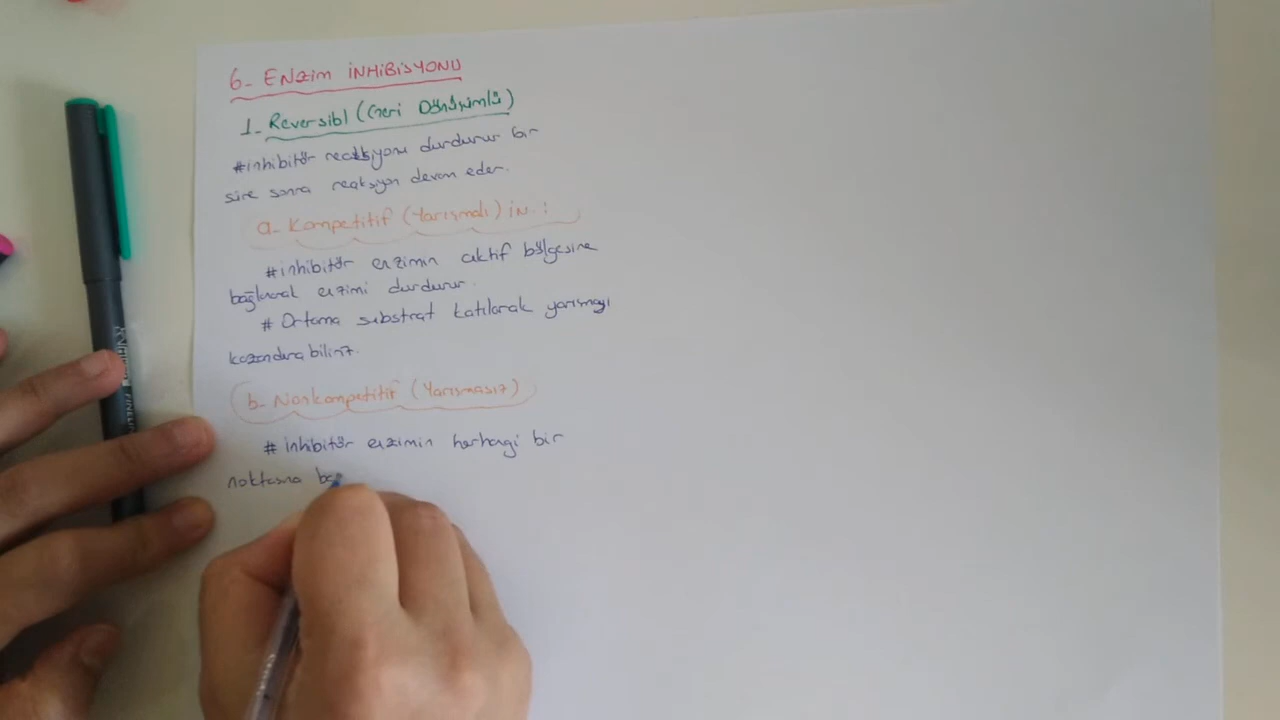 6- ENZİM İNHİBİSYONU
1- Reversibl (Geri Dönüşümlü)
#inhibitör reaksiyonu durdurur bir
süre sonra reaksiyon devam eder.
a- Kompetitif (Yarışmalı) in. :
#inhibitör enzimin aktif bölgesine
bağlanarak enzimi durdurur.
# Ortama substrat katılarak yarışmayı
kazandırabiliriz.
b- Nonkompetitif (Yarışmasız)
# inhibitör enzimin herhangi bir
noktasına